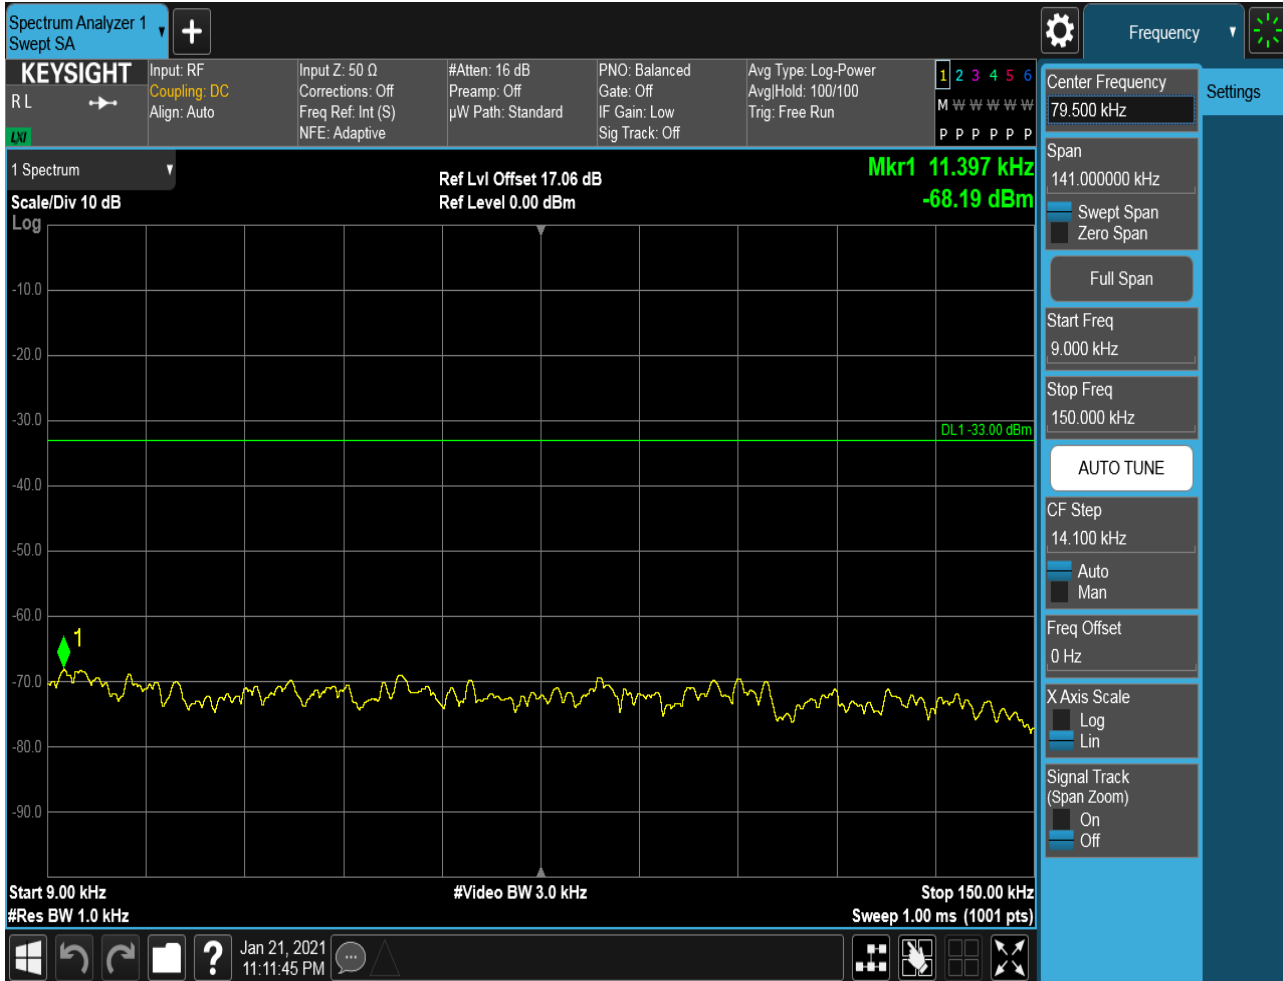 Spectrum Analyzer 1
Swept SA
Frequency
KEYSIGHT
R L
LXI
Input: RF
Coupling: DC
Align: Auto
Input Z: 50 Ω
Corrections: Off
Freq Ref: Int (S)
NFE: Adaptive
#Atten: 16 dB
Preamp: Off
µW Path: Standard
PNO: Balanced
Gate: Off
IF Gain: Low
Sig Track: Off
Avg Type: Log-Power
Avg|Hold: 100/100
Trig: Free Run
1 2 3 4 5 6
M W W W W W
P P P P P P
1 Spectrum
Scale/Div 10 dB
Log
Ref Lvl Offset 17.06 dB
Ref Level 0.00 dBm
Mkr1 11.397 kHz
-68.19 dBm
-10.0
-20.0
-30.0
DL1 -33.00 dBm
-40.0
-50.0
-60.0
1
-70.0
-80.0
-90.0
Start 9.00 kHz
#Video BW 3.0 kHz
Stop 150.00 kHz
#Res BW 1.0 kHz
Sweep 1.00 ms (1001 pts)
Center Frequency
79.500 kHz
Settings
Span
141.000000 kHz
Swept Span
Zero Span
Full Span
Start Freq
9.000 kHz
Stop Freq
150.000 kHz
AUTO TUNE
CF Step
14.100 kHz
Auto
Man
Freq Offset
0 Hz
X Axis Scale
Log
Lin
Signal Track
(Span Zoom)
On
Off
?
Jan 21, 2021
11:11:45 PM